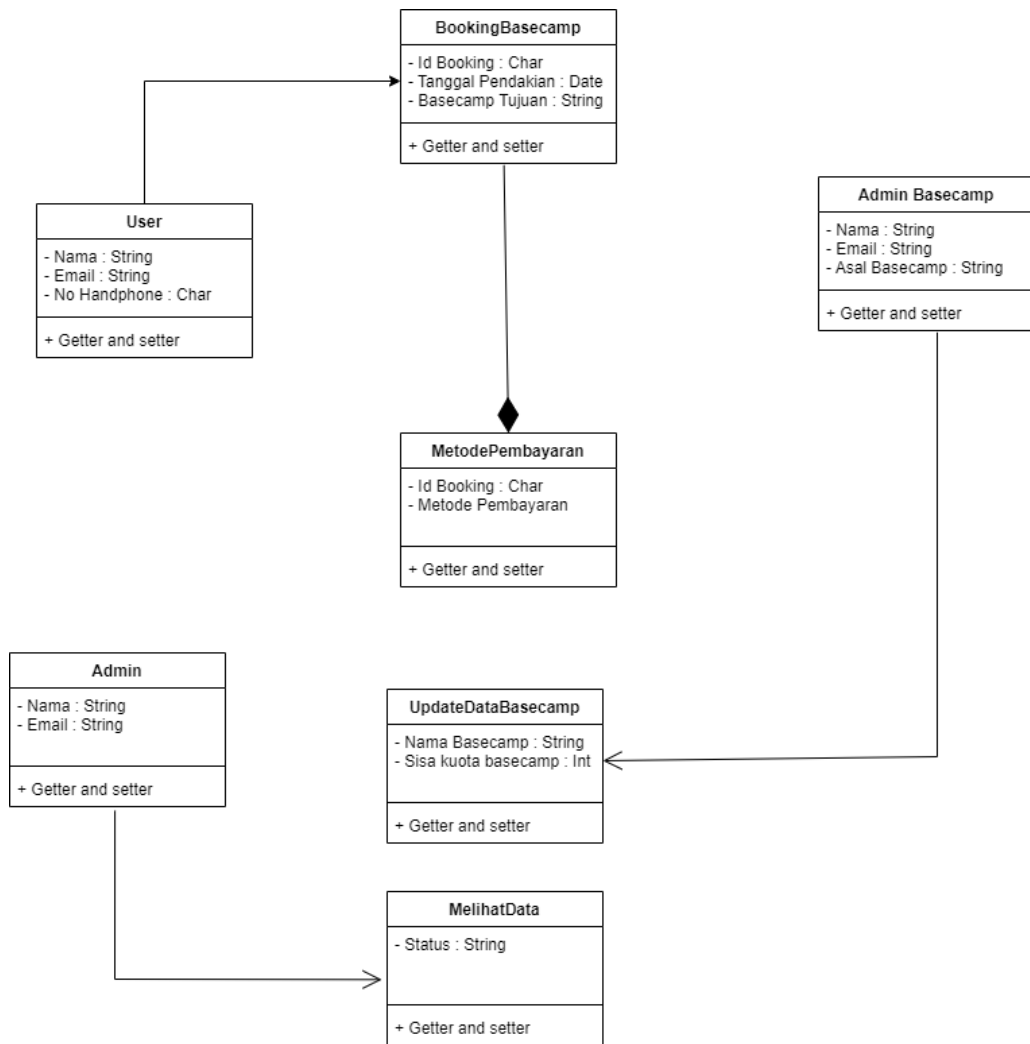 BookingBasecamp
- Id Booking : Char
- Tanggal Pendakian : Date
- Basecamp Tujuan : String
+ Getter and setter
User
- Nama : String
- Email : String
- No Handphone : Char
+ Getter and setter
Admin Basecamp
- Nama : String
- Email : String
- Asal Basecamp : String
+ Getter and setter
MetodePembayaran
- Id Booking : Char
- Metode Pembayaran
+ Getter and setter
Admin
- Nama : String
- Email : String
+ Getter and setter
UpdateDataBasecamp
- Nama Basecamp : String
- Sisa kuota basecamp : Int
+ Getter and setter
MelihatData
- Status : String
+ Getter and setter